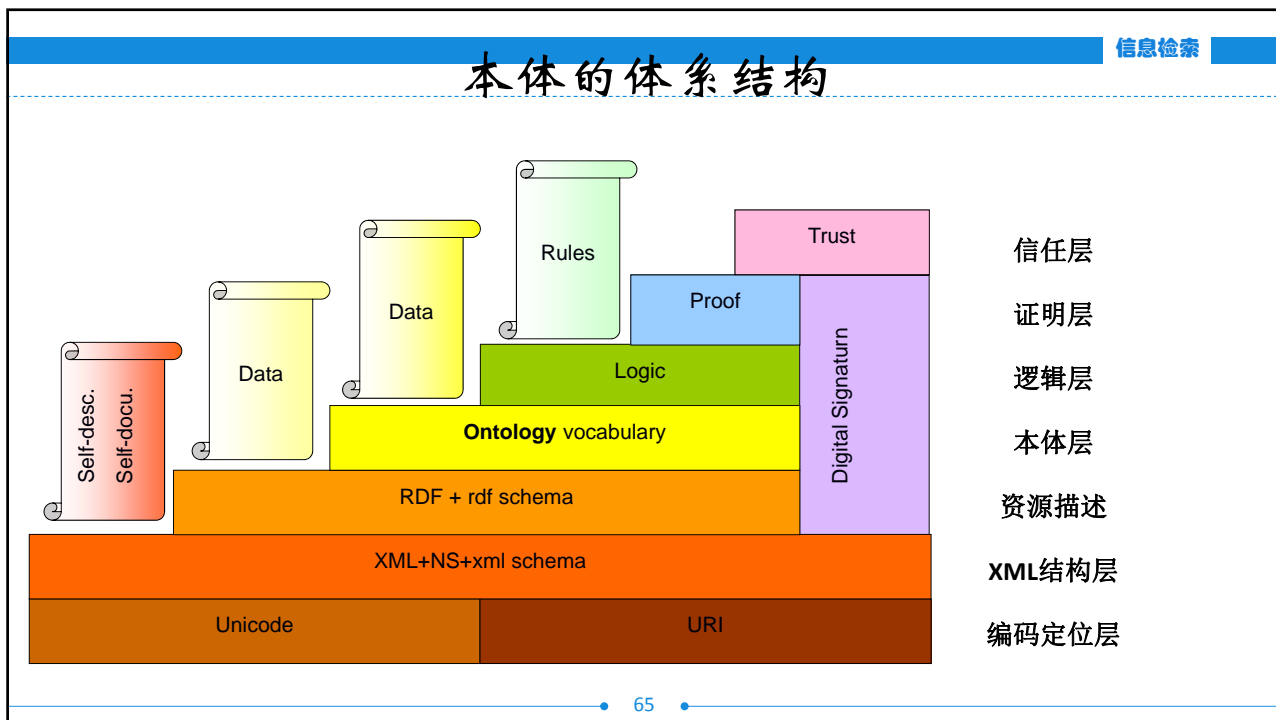 信息检索
本体的体系结构
Trust
信任层
Rules
Proof
证明层
Data
Digital Signaturn
Logic
逻辑层
Data
Ontology vocabulary
本体层
Self-desc.
Self-docu.
RDF + rdf schema
资源描述
XML+NS+xml schema
XML结构层
Unicode
URI
编码定位层
65